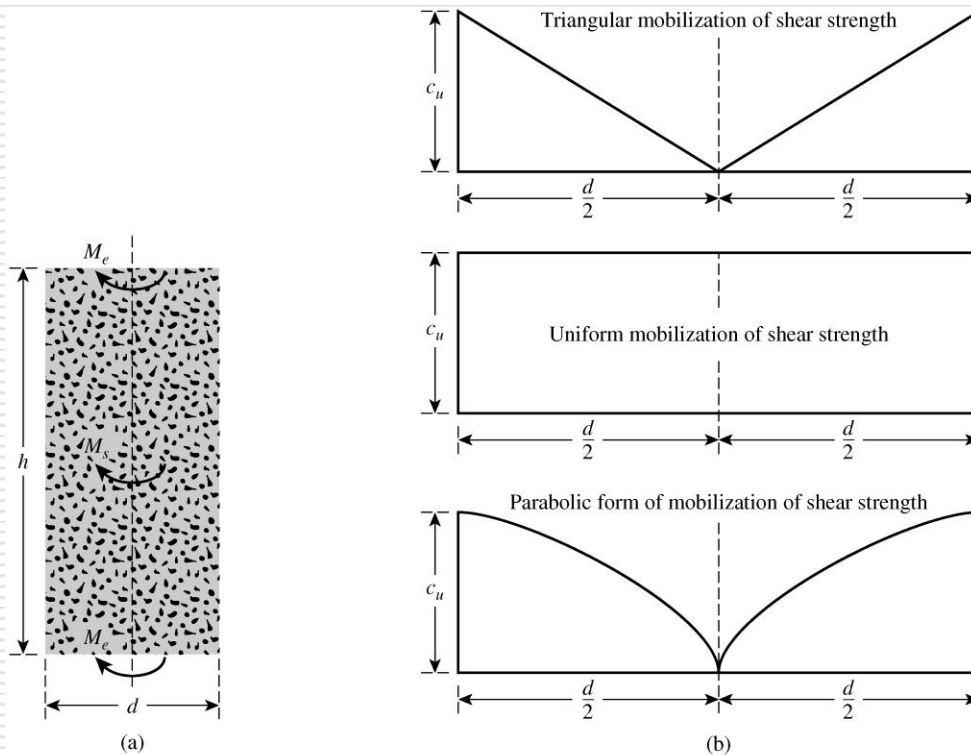 M_e
M_s
h
M_e
d
(a)
Triangular mobilization of shear strength
c_u
d/2
d/2
Uniform mobilization of shear strength
c_u
d/2
d/2
Parabolic form of mobilization of shear strength
c_u
d/2
d/2
(b)